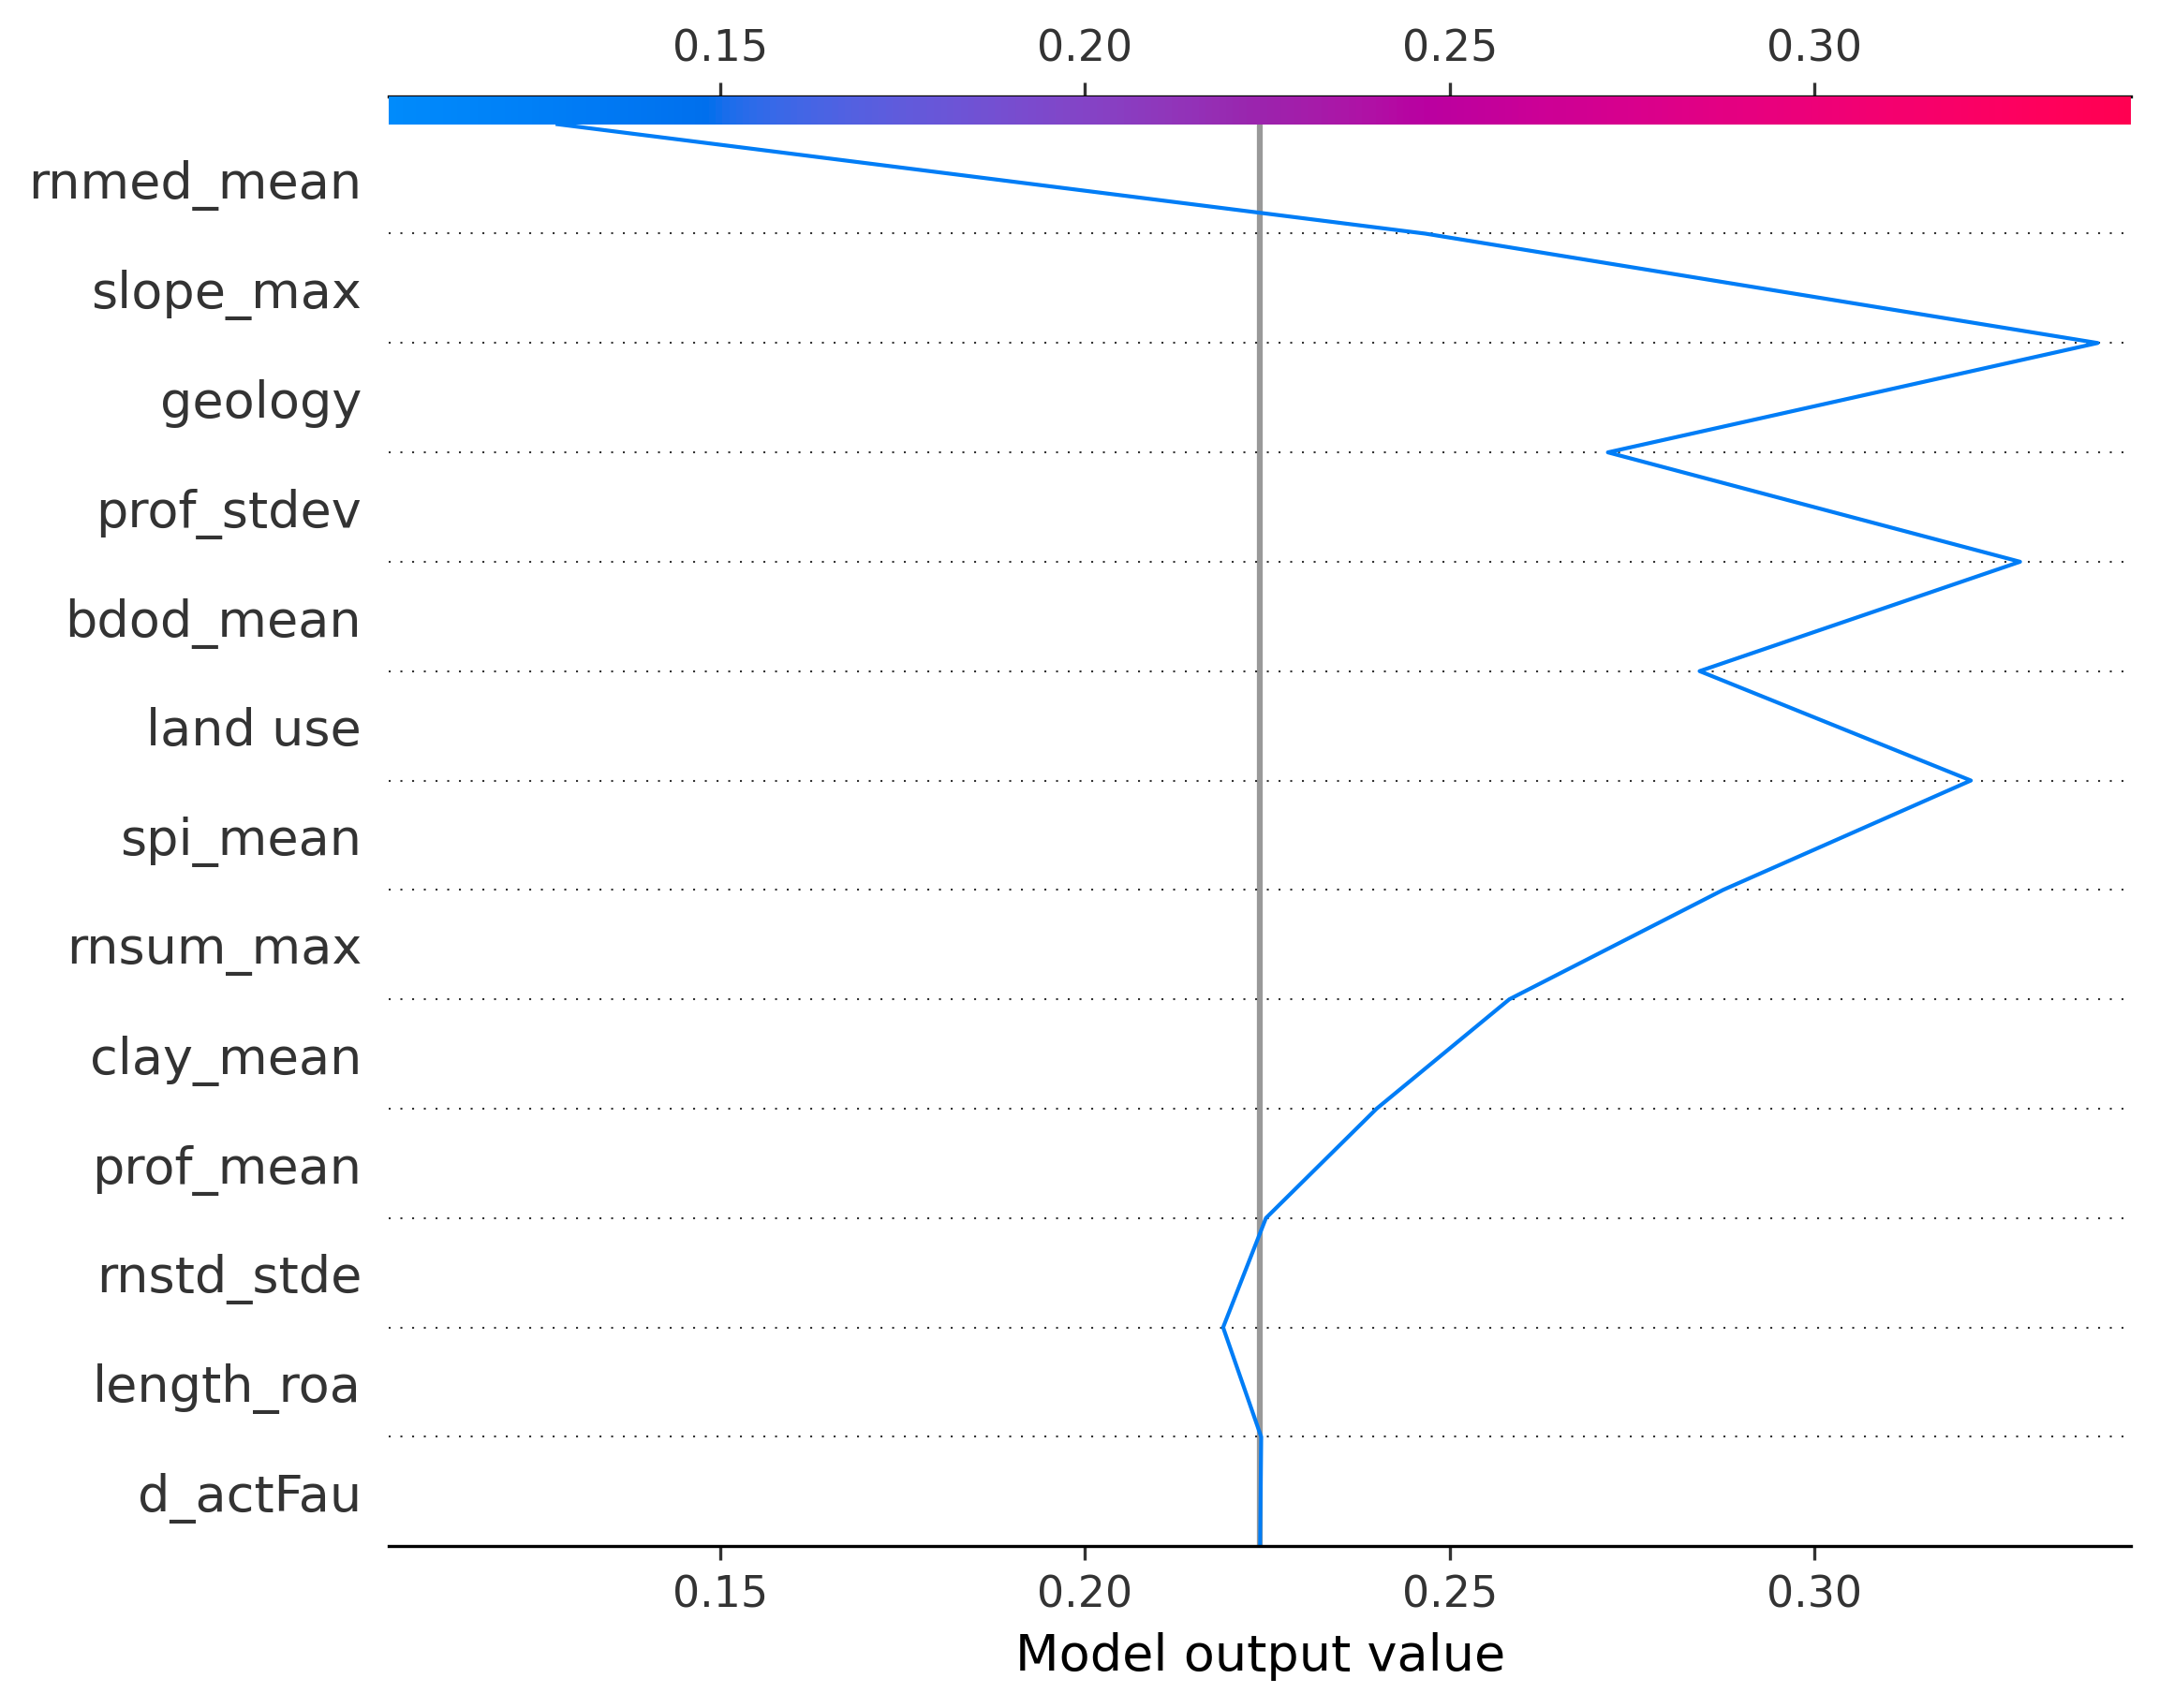 0.15 0.20 0.25 0.30
rnmed_mean
slope_max
geology
prof_stdev
bdod_mean
land use
spi_mean
rnsum_max
clay_mean
prof_mean
rnstd_stde
length_roa
d_actFau
0.15 0.20 0.25 0.30
Model output value